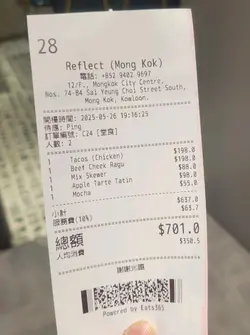 28
Reflect (Mong Kok)
電話: +852 9402 9697
12/F., Mongkok City Centre,
Nos. 74-84 Sai Yeung Choi Street South,
Mong Kok, Kowloon.
開檯時間: 2025-05-26 19:16:25
侍應: Ping
訂單編號: C24 [堂食]
人數: 2
1 Tacos (Chicken) $198.0
1 Beef Cheek Ragu $198.0
1 Mix Skewer $88.0
1 Apple Tarte Tatin $98.0
1 Mocha $55.0
小計 $637.0
服務費(10%) $63.7
總額 $701.0
人均消費 $350.5
謝謝光臨
Powered by Eats365